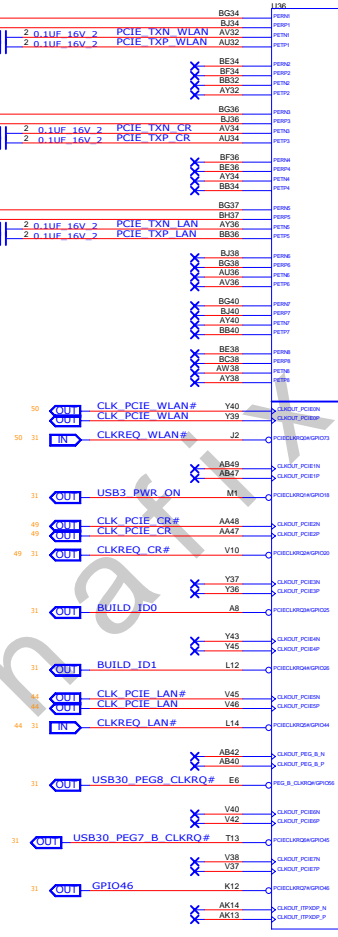 U36
BG34 PERN1
BJ34 PERP1
2 0.1UF_16V_2 PCIE_TXN_WLAN AV32 PETN1
2 0.1UF_16V_2 PCIE_TXP_WLAN AU32 PETP1
BE34 PERN2
BF34 PERP2
BB32 PETN2
AY32 PETP2
BG36 PERN3
BJ36 PERP3
2 0.1UF_16V_2 PCIE_TXN_CR AV34 PETN3
2 0.1UF_16V_2 PCIE_TXP_CR AU34 PETP3
BF36 PERN4
BE36 PERP4
AY34 PETN4
BB34 PETP4
BG37 PERN5
BH37 PERP5
2 0.1UF_16V_2 PCIE_TXN_LAN AY36 PETN5
2 0.1UF_16V_2 PCIE_TXP_LAN BB36 PETP5
BJ38 PERN6
BG38 PERP6
AU36 PETN6
AV36 PETP6
BG40 PERN7
BJ40 PERP7
AY40 PETN7
BB40 PETP7
BE38 PERN8
BC38 PERP8
AW38 PETN8
AY38 PETP8
50 OUT CLK_PCIE_WLAN# Y40 CLKOUT_PCIE0N
OUT CLK_PCIE_WLAN Y39 CLKOUT_PCIE0P
50 31 IN CLKREQ_WLAN# J2 PCIECLKRQ0#/GPIO73
AB49 CLKOUT_PCIE1N
AB47 CLKOUT_PCIE1P
31 OUT USB3_PWR_ON M1 PCIECLKRQ1#/GPIO18
49 OUT CLK_PCIE_CR# AA48 CLKOUT_PCIE2N
49 OUT CLK_PCIE_CR AA47 CLKOUT_PCIE2P
49 31 OUT CLKREQ_CR# V10 PCIECLKRQ2#/GPIO20
Y37 CLKOUT_PCIE3N
Y36 CLKOUT_PCIE3P
31 OUT BUILD_ID0 A8 PCIECLKRQ3#/GPIO25
Y43 CLKOUT_PCIE4N
Y45 CLKOUT_PCIE4P
31 OUT BUILD_ID1 L12 PCIECLKRQ4#/GPIO26
44 OUT CLK_PCIE_LAN# V45 CLKOUT_PCIE5N
44 OUT CLK_PCIE_LAN V46 CLKOUT_PCIE5P
44 31 IN CLKREQ_LAN# L14 PCIECLKRQ5#/GPIO44
AB42 CLKOUT_PEG_B_N
AB40 CLKOUT_PEG_B_P
31 OUT USB30_PEG8_CLKRQ# E6 PEG_B_CLKRQ#/GPIO56
V40 CLKOUT_PCIE6N
V42 CLKOUT_PCIE6P
31 OUT USB30_PEG7_B_CLKRQ# T13 PCIECLKRQ6#/GPIO45
V38 CLKOUT_PCIE7N
V37 CLKOUT_PCIE7P
31 OUT GPIO46 K12 PCIECLKRQ7#/GPIO46
AK14 CLKOUT_ITPXDP_N
AK13 CLKOUT_ITPXDP_P
nafix